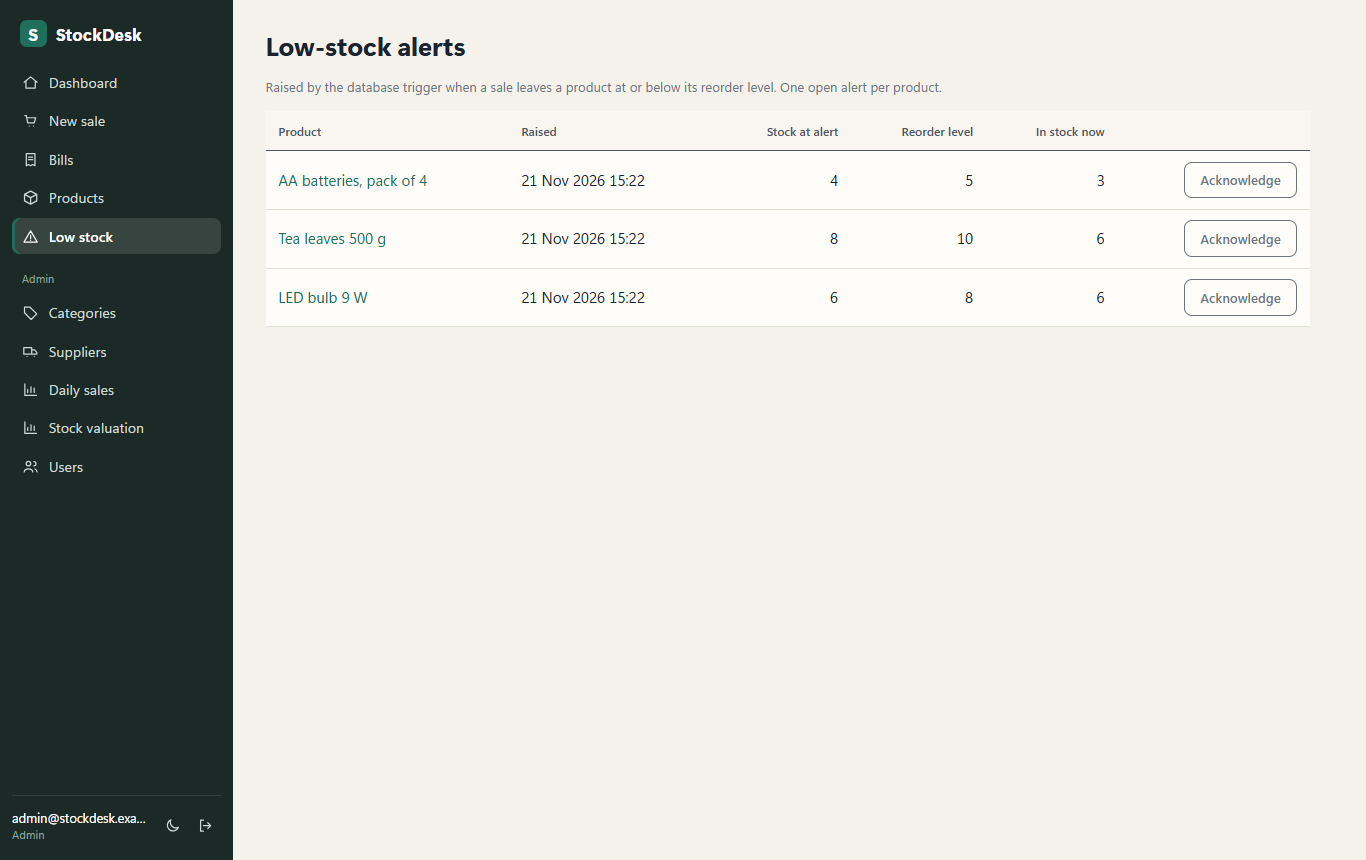 S StockDesk
Dashboard
New sale
Bills
Products
Low stock
Admin
Categories
Suppliers
Daily sales
Stock valuation
Users
admin@stockdesk.exa...
Admin
Low-stock alerts
Raised by the database trigger when a sale leaves a product at or below its reorder level. One open alert per product.
Product Raised Stock at alert Reorder level In stock now
AA batteries, pack of 4 21 Nov 2026 15:22 4 5 3 Acknowledge
Tea leaves 500 g 21 Nov 2026 15:22 8 10 6 Acknowledge
LED bulb 9 W 21 Nov 2026 15:22 6 8 6 Acknowledge